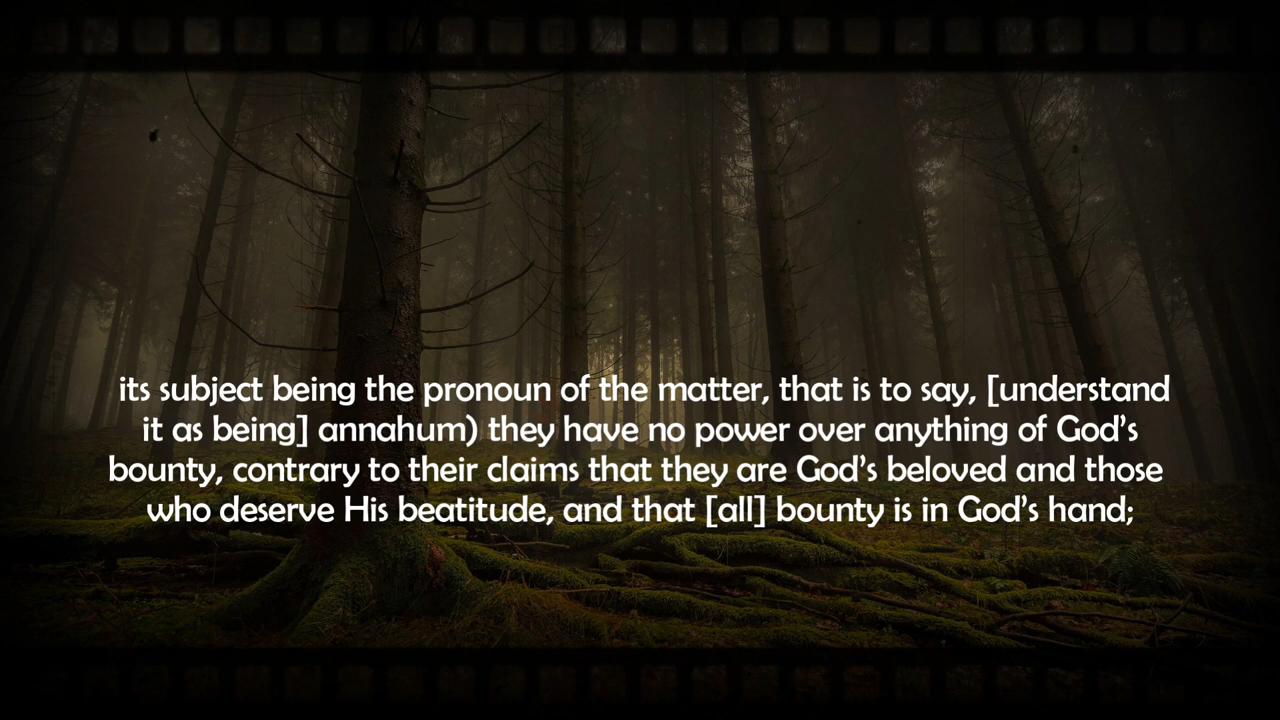 its subject being the pronoun of the matter, that is to say, [understand
it as being] annahum) they have no power over anything of God’s
bounty, contrary to their claims that they are God’s beloved and those
who deserve His beatitude, and that [all] bounty is in God’s hand;